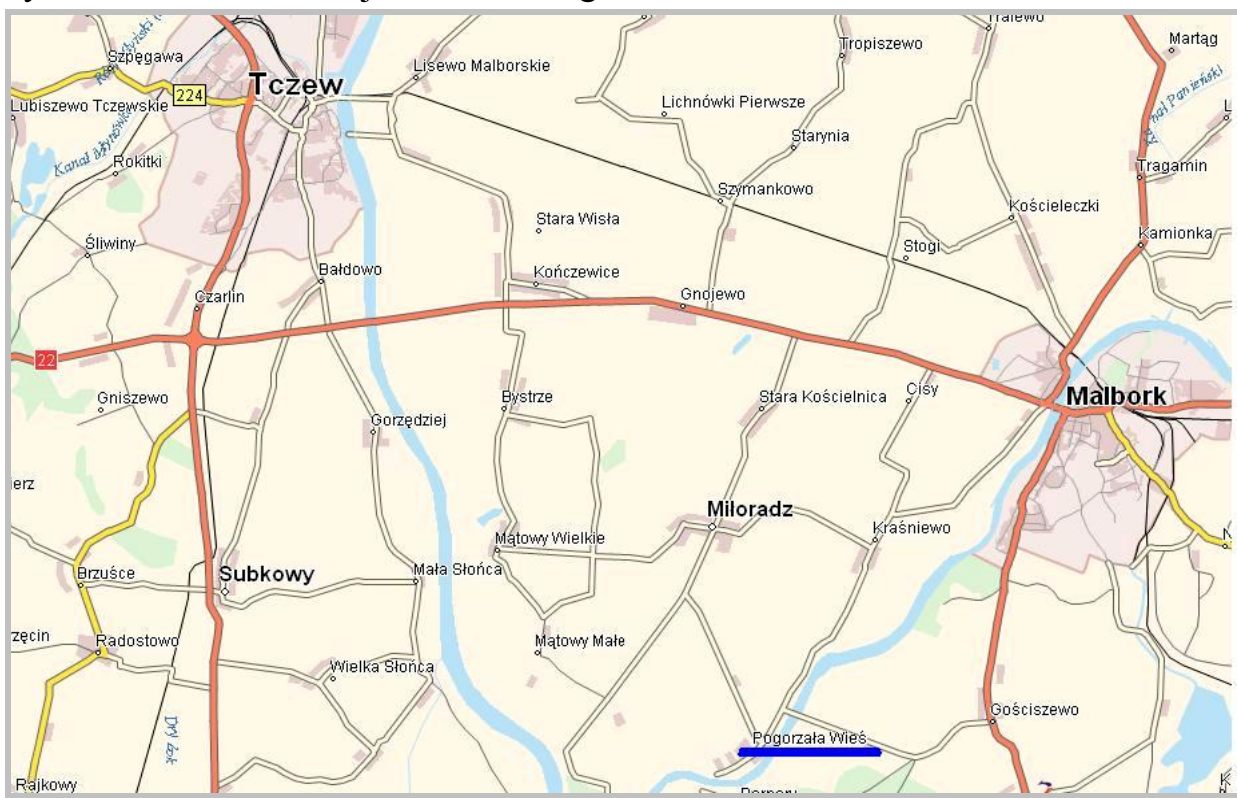 Tralewo
Martąg
Szpęgawa
Tropiszewo
Lisewo Malborskie
Tczew
224
Lubiszewo Tczewskie
Lichnówki Pierwsze
Starynia
Rokitki
Tragamin
Szymankowo
Kościeleczki
Stara Wisła
Kamionka
Śliwiny
Stogi
Bałdowo
Kończewice
Czarlin
Gnojewo
22
Gniszewo
Bystrze
Stara Kościelnica
Cisy
Malbork
Gorzędziej
ierz
Miloradz
Kraśniewo
Mątowy Wielkie
Brzuśce
Subkowy
Mała Słońca
zęcin
Radostowo
Mątowy Małe
Wielka Słońca
Gościszewo
Pogorzała Wieś
Rajkowy